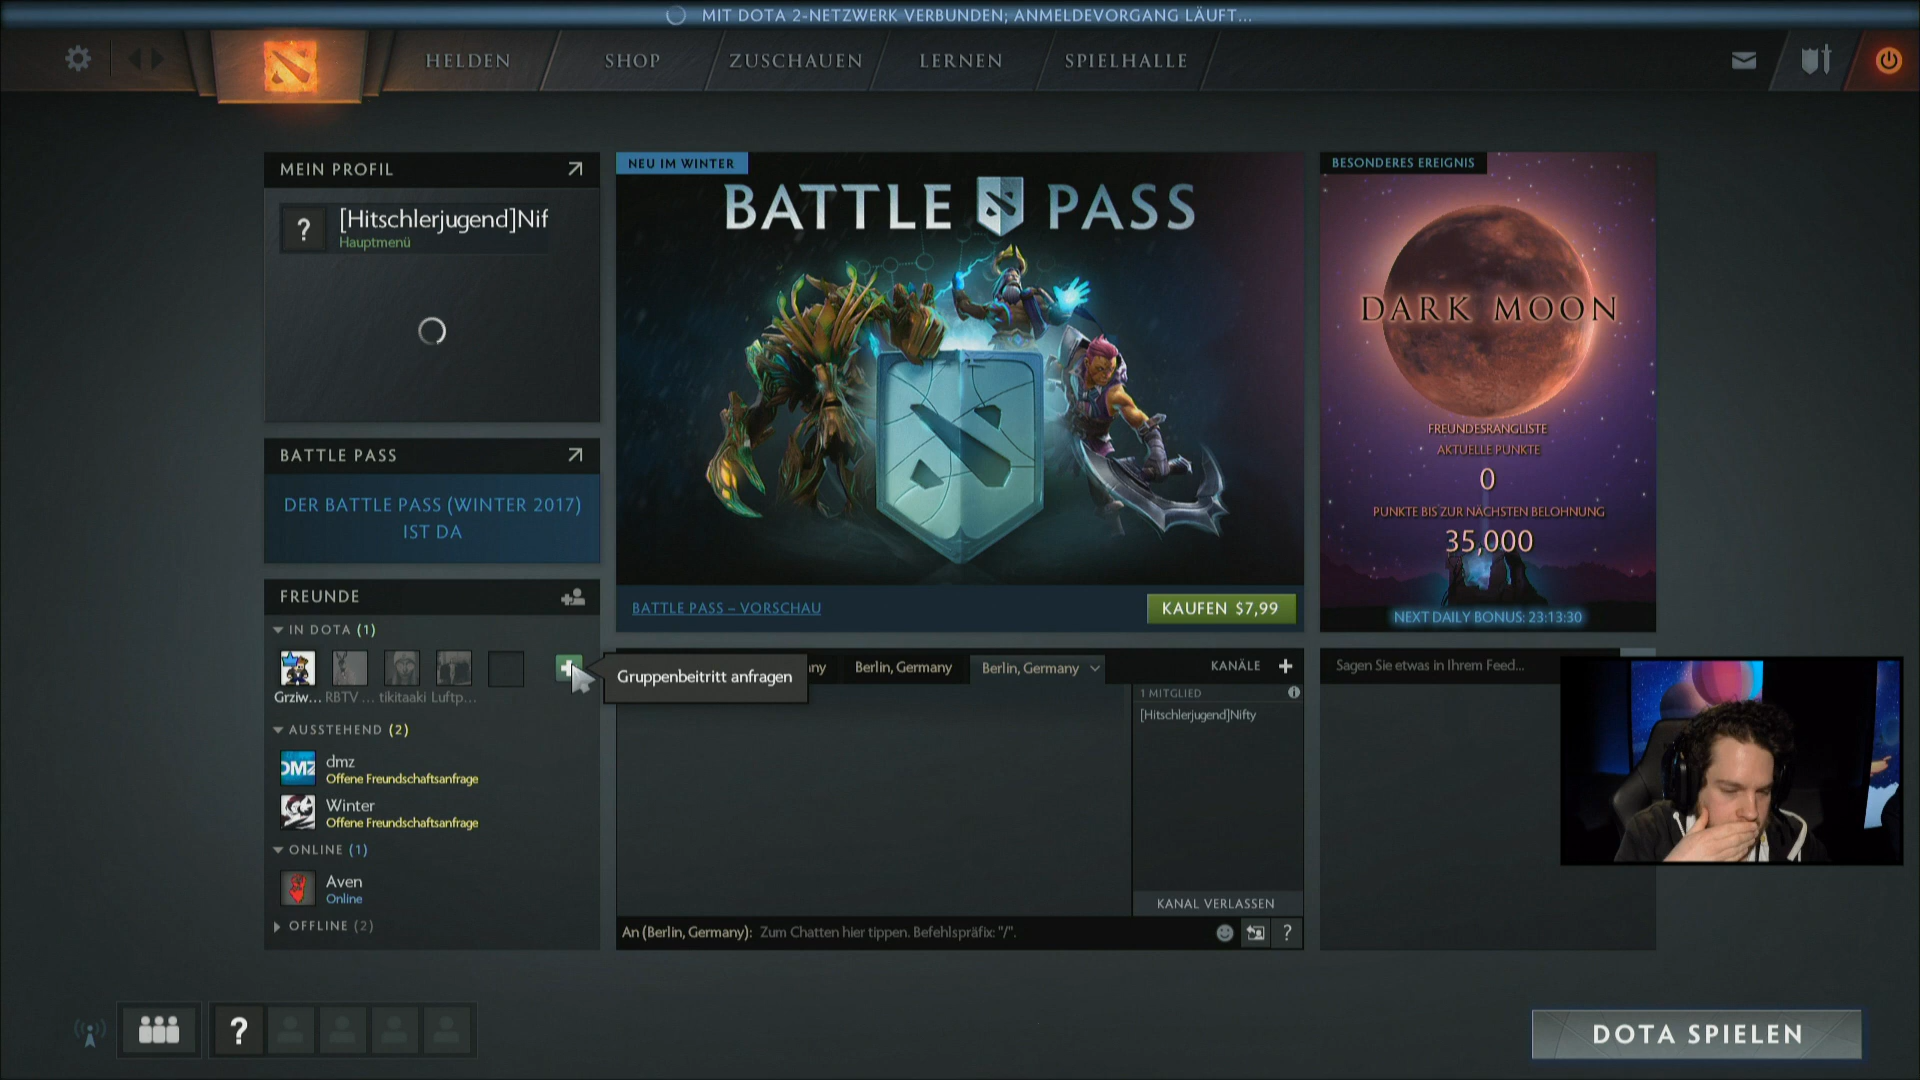 MIT DOTA 2-NETZWERK VERBUNDEN; ANMELDEVORGANG LÄUFT...
HELDEN
SHOP
ZUSCHAUEN
LERNEN
SPIELHALLE
MEIN PROFIL
?
[Hitschlerjugend]Nif
Hauptmenü
BATTLE PASS
DER BATTLE PASS (WINTER 2017)
IST DA
FREUNDE
IN DOTA (1)
Grziw... RBTV ... tikitaaki Luftp...
AUSSTEHEND (2)
dmz
Offene Freundschaftsanfrage
Winter
Offene Freundschaftsanfrage
ONLINE (1)
Aven
Online
OFFLINE (2)
NEU IM WINTER
BATTLE PASS
BATTLE PASS – VORSCHAU
KAUFEN $7,99
BESONDERES EREIGNIS
DARK MOON
FREUNDESRANGLISTE
AKTUELLE PUNKTE
0
PUNKTE BIS ZUR NÄCHSTEN BELOHNUNG
35,000
NEXT DAILY BONUS: 23:13:30
Gruppenbeitritt anfragen
Berlin, Germany
Berlin, Germany
KANÄLE
1 MITGLIED
[Hitschlerjugend]Nifty
KANAL VERLASSEN
An (Berlin, Germany): Zum Chatten hier tippen. Befehlspräfix: "/".
?
Sagen Sie etwas in Ihrem Feed...
?
DOTA SPIELEN
DMZ